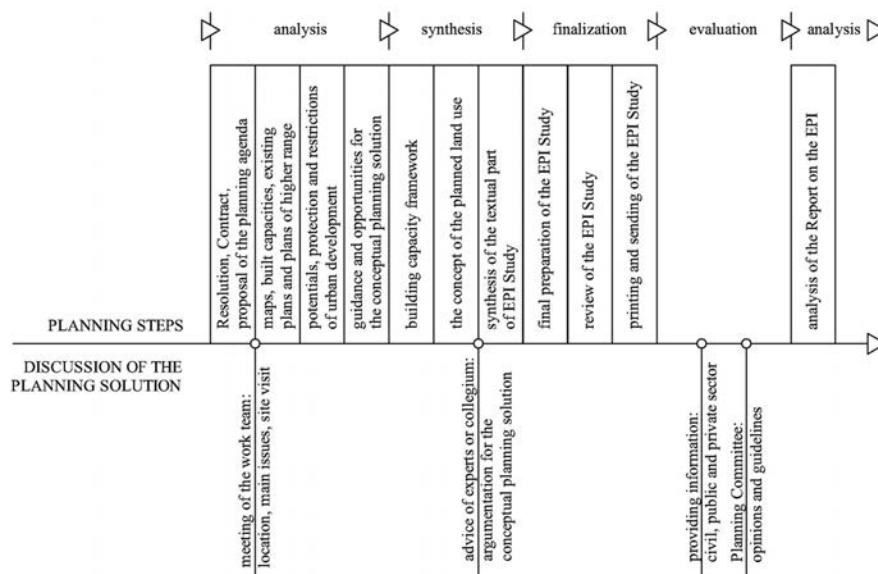 analysis
synthesis
finalization
evaluation
analysis
Resolution, Contract,
proposal of the planning agenda
maps, built capacities, existing
plans and plans of higher range
potentials, protection and restrictions
of urban development
guidance and opportunities for
the conceptual planning solution
building capacity framework
the concept of the planned land use
synthesis of the textual part
of EPI Study
final preparation of the EPI Study
review of the EPI Study
printing and sending of the EPI Study
analysis of the Report on the EPI
PLANNING STEPS
DISCUSSION OF THE
PLANNING SOLUTION
meeting of the work team:
location, main issues, site visit
advice of experts or collegium:
argumentation for the
conceptual planning solution
providing information:
civil, public and private sector
Planning Committee:
opinions and guidelines